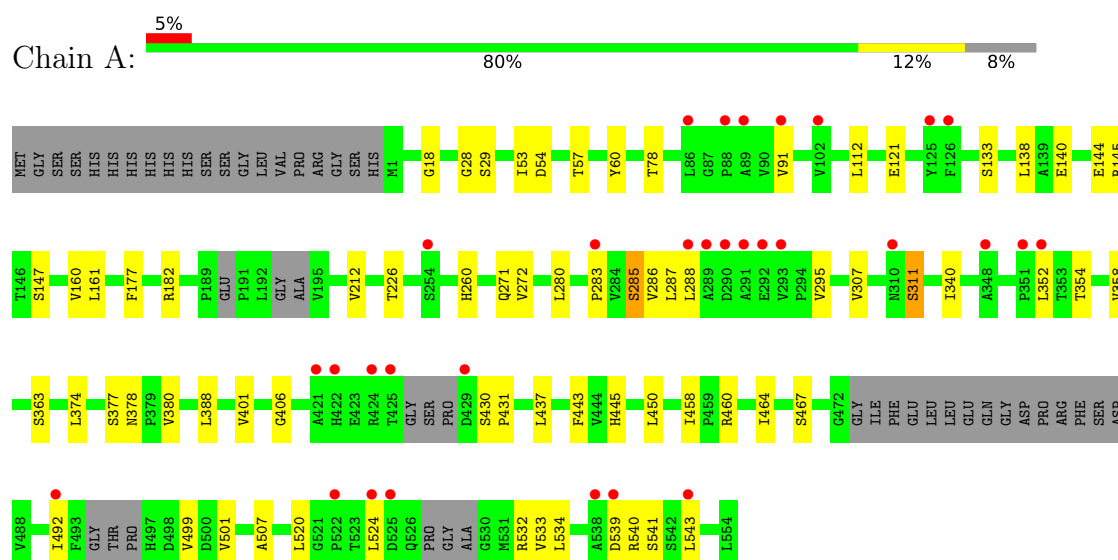 5%
Chain A:
80% 12% 8%
MET GLY SER SER HIS HIS HIS HIS HIS HIS SER SER GLY LEU VAL PRO ARG GLY SER HIS M1 G18 G28 S29 I53 D54 T57 Y60 T78 L86 G87 P88 A89 V90 V91 V102 L112 E121 Y125 F126 S133 L138 A139 E140 E144 R145
T146 S147 V160 L161 F177 R182 P189 GLU P191 L192 GLY ALA V195 V212 T226 S254 H260 Q271 V272 L280 P283 V284 S285 V286 L287 L288 A289 D290 A291 E292 V293 P294 V295 V307 N310 S311 I340 A348 P351 L352 T353 T354 V358
S363 L374 S377 N378 P379 V380 L388 V401 G406 A421 H422 E423 R424 T425 GLY SER PRO D429 S430 P431 L437 F443 V444 H445 L450 I458 P459 R460 I464 S467 G472 GLY ILE PHE GLU LEU LEU GLU GLN GLY ASP PRO ARG PHE SER ASP
V488 I492 F493 GLY THR PRO H497 D498 V499 D500 V501 A507 L520 G521 P522 T523 L524 D525 Q526 PRO GLY ALA G530 M531 R532 V533 L534 A538 D539 R540 S541 S542 L543 L554